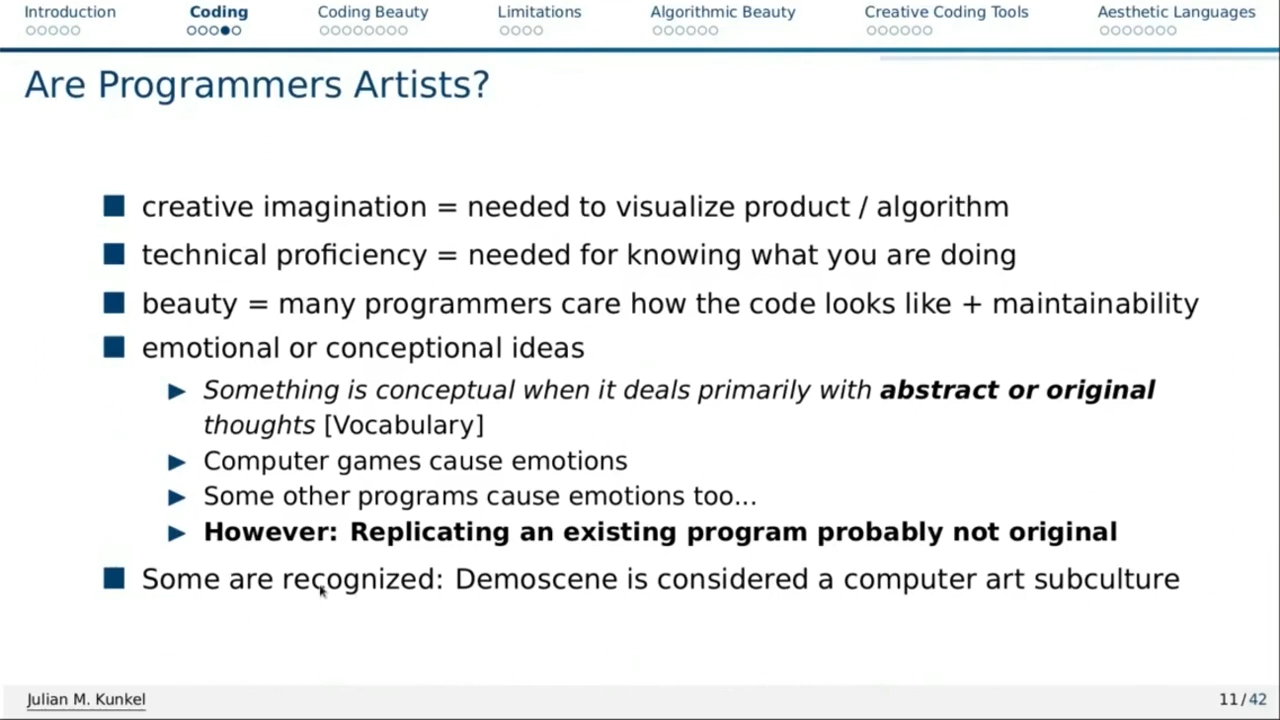 Introduction Coding Coding Beauty Limitations Algorithmic Beauty Creative Coding Tools Aesthetic Languages
Are Programmers Artists?
creative imagination = needed to visualize product / algorithm
technical proficiency = needed for knowing what you are doing
beauty = many programmers care how the code looks like + maintainability
emotional or conceptional ideas
Something is conceptual when it deals primarily with abstract or original
thoughts [Vocabulary]
Computer games cause emotions
Some other programs cause emotions too...
However: Replicating an existing program probably not original
Some are recognized: Demoscene is considered a computer art subculture
Julian M. Kunkel 11/42